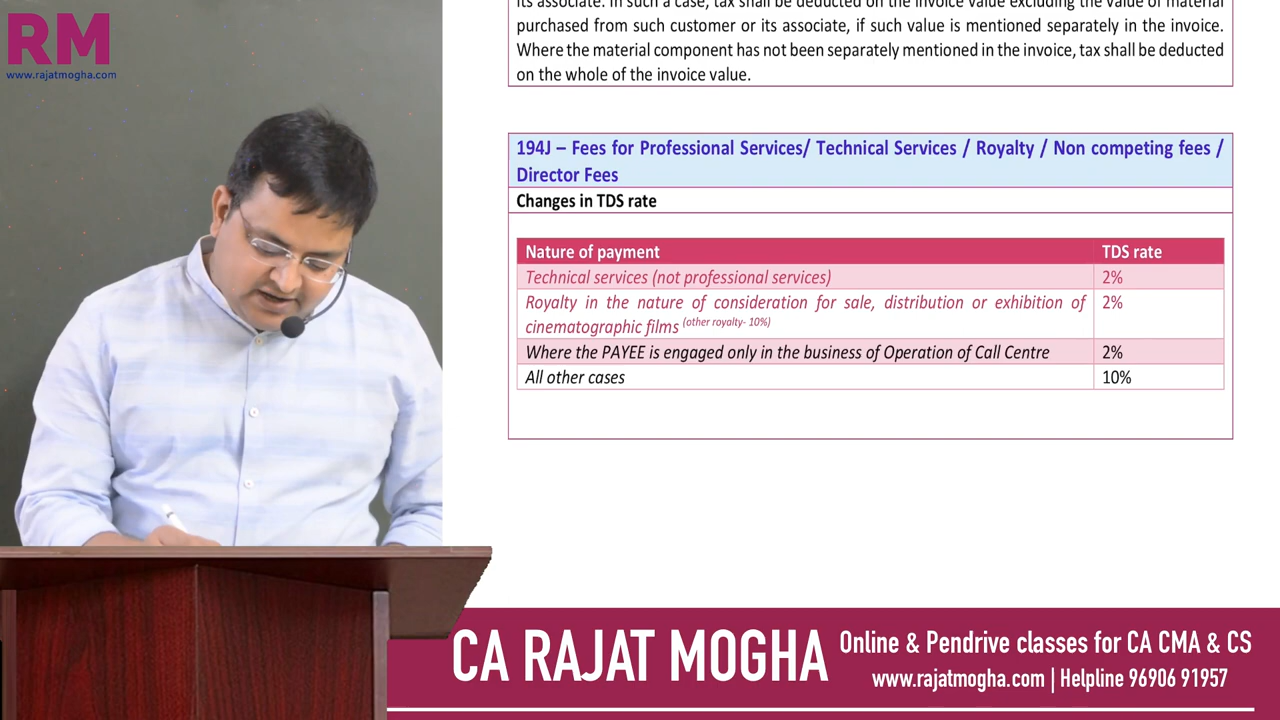 RM
www.rajatmogha.com
its associate. In such a case, tax shall be deducted on the invoice value excluding the value of material
purchased from such customer or its associate, if such value is mentioned separately in the invoice.
Where the material component has not been separately mentioned in the invoice, tax shall be deducted
on the whole of the invoice value.
194J – Fees for Professional Services/ Technical Services / Royalty / Non competing fees /
Director Fees
Changes in TDS rate
Nature of payment TDS rate
Technical services (not professional services) 2%
Royalty in the nature of consideration for sale, distribution or exhibition of 2%
cinematographic films (other royalty- 10%)
Where the PAYEE is engaged only in the business of Operation of Call Centre 2%
All other cases 10%
CA RAJAT MOGHA
Online & Pendrive classes for CA CMA & CS
www.rajatmogha.com | Helpline 96906 91957